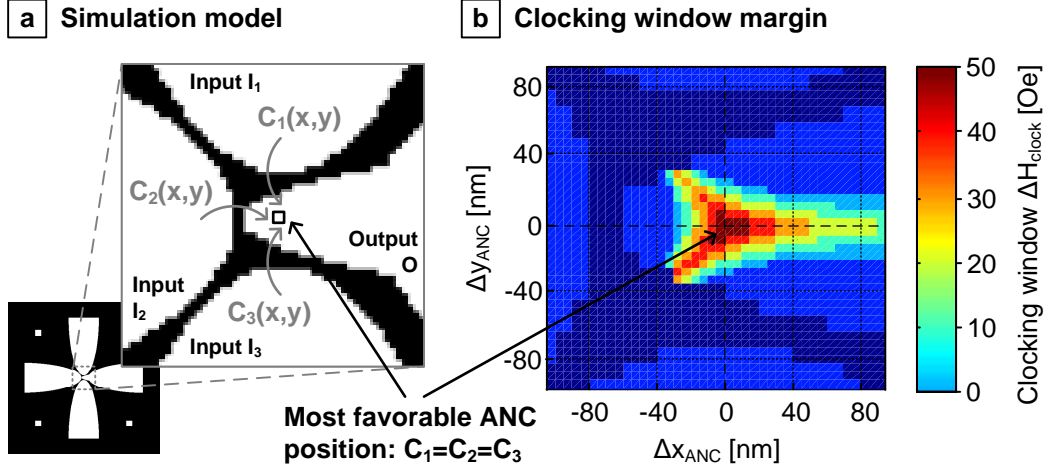 a Simulation model
Input I₁
C₁(x,y)
C₂(x,y)
Output
O
Input
I₂
C₃(x,y)
Input I₃
Most favorable ANC
position: C₁=C₂=C₃
b Clocking window margin
80
40
0
-40
-80
Δy_ANC [nm]
-80
-40
0
40
80
Δx_ANC [nm]
50
40
30
20
10
0
Clocking window ΔH_clock [Oe]